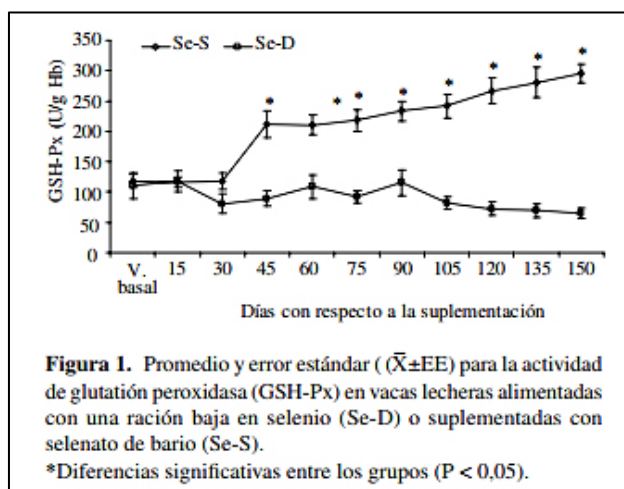 350
Se-S Se-D
300
250
200
150
100
50
0
GSH-Px (U/g Hb)
* * * * * * * *
V. basal 15 30 45 60 75 90 105 120 135 150
Días con respecto a la suplementación
Figura 1. Promedio y error estándar ( (X̄±EE) para la actividad
de glutatión peroxidasa (GSH-Px) en vacas lecheras alimentadas
con una ración baja en selenio (Se-D) o suplementadas con
selenato de bario (Se-S).
*Diferencias significativas entre los grupos (P < 0,05).